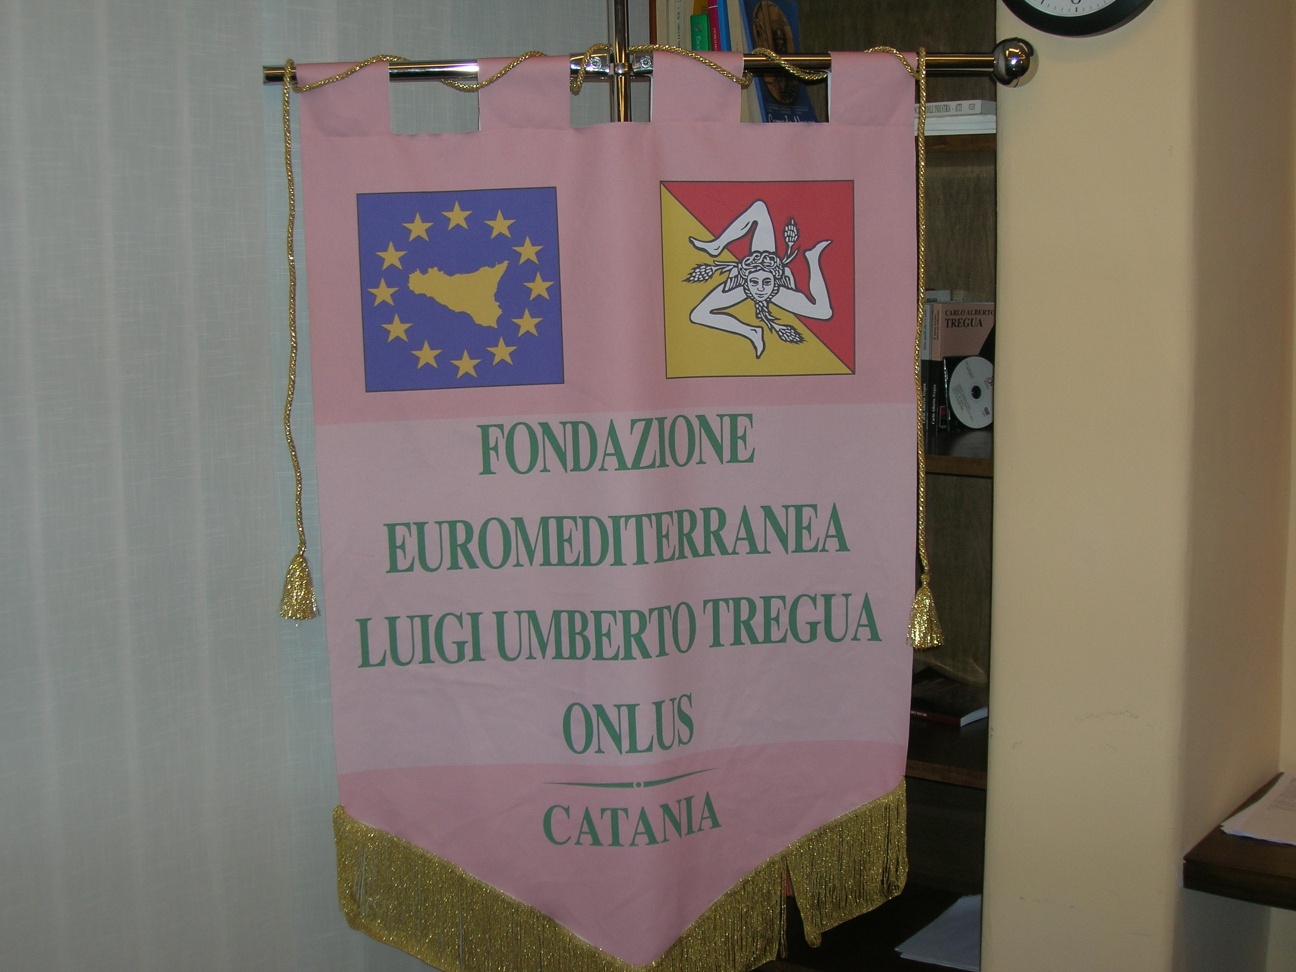 FONDAZIONE
EUROMEDITERRANEA
LUIGI UMBERTO TREGUA
ONLUS
CATANIA
CARLO ALBERTO
TREGUA